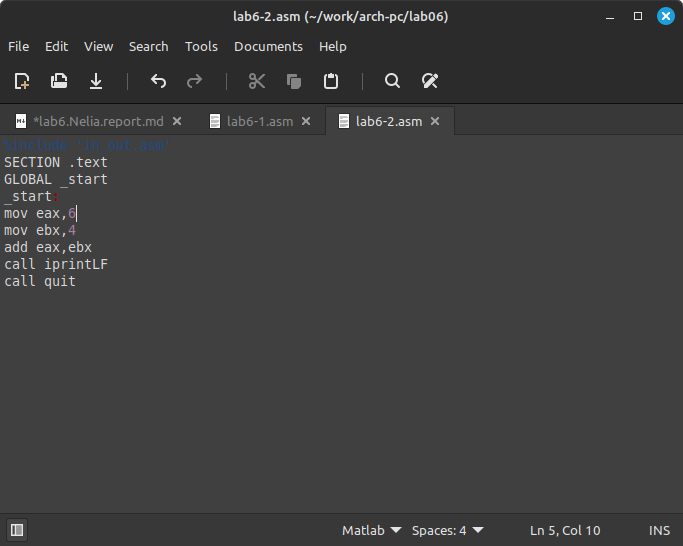 lab6-2.asm (~/work/arch-pc/lab06)
File Edit View Search Tools Documents Help
*lab6.Nelia.report.md lab6-1.asm lab6-2.asm
%include 'in_out.asm'
SECTION .text
GLOBAL _start
_start:
mov eax,6
mov ebx,4
add eax,ebx
call iprintLF
call quit
Matlab Spaces: 4 Ln 5, Col 10 INS